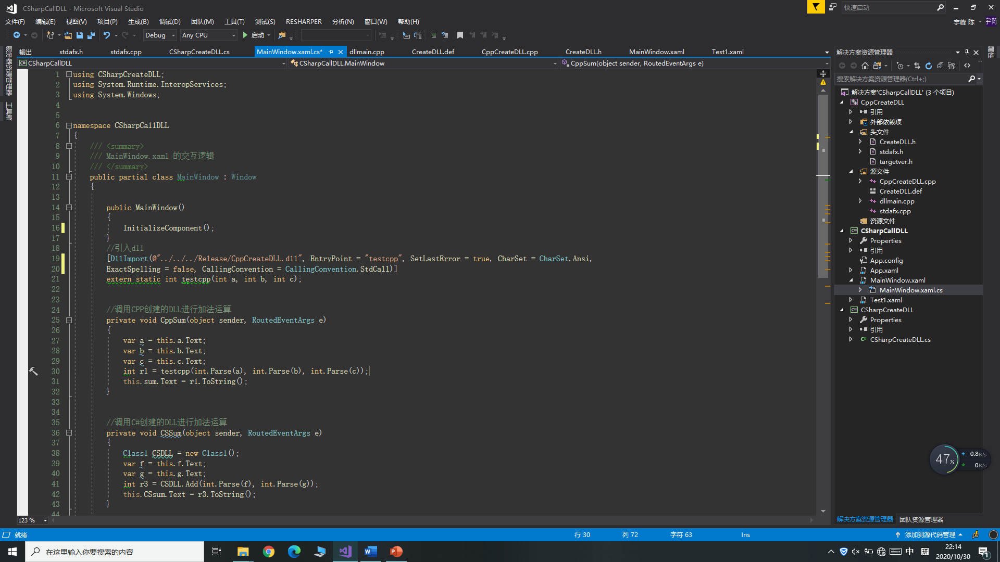 CSharpCallDLL - Microsoft Visual Studio
快速启动
文件(F) 编辑(E) 视图(V) 项目(P) 生成(B) 调试(D) 团队(M) 工具(T) 测试(S) RESHARPER 分析(N) 窗口(W) 帮助(H)
宇峰 陈
宇陈
Debug Any CPU 启动
服务器资源管理器
工具箱
输出 stdafx.h stdafx.cpp CSharpCreateDLL.cs MainWindow.xaml.cs* dllmain.cpp CreateDLL.def CppCreateDLL.cpp CreateDLL.h MainWindow.xaml Test1.xaml
CSharpCallDLL CSharpCallDLL.MainWindow CppSum(object sender, RoutedEventArgs e)
1 using CSharpCreateDLL;
2 using System.Runtime.InteropServices;
3 using System.Windows;
4
5
6 namespace CSharpCallDLL
7 {
8 /// <summary>
9 /// MainWindow.xaml 的交互逻辑
10 /// </summary>
11 public partial class MainWindow : Window
12 {
13
14 public MainWindow()
15 {
16 InitializeComponent();
17 }
18 //引入dll
19 [DllImport(@"../../../Release/CppCreateDLL.dll", EntryPoint = "testcpp", SetLastError = true, CharSet = CharSet.Ansi,
20 ExactSpelling = false, CallingConvention = CallingConvention.StdCall)]
21 extern static int testcpp(int a, int b, int c);
22
23
24 //调用CPP创建的DLL进行加法运算
25 private void CppSum(object sender, RoutedEventArgs e)
26 {
27 var a = this.a.Text;
28 var b = this.b.Text;
29 var c = this.c.Text;
30 int r1 = testcpp(int.Parse(a), int.Parse(b), int.Parse(c));
31 this.sum.Text = r1.ToString();
32 }
33
34
35 //调用C#创建的DLL进行加法运算
36 private void CSSum(object sender, RoutedEventArgs e)
37 {
38 Class1 CSDLL = new Class1();
39 var f = this.f.Text;
40 var g = this.g.Text;
41 int r3 = CSDLL.Add(int.Parse(f), int.Parse(g));
42 this.CSsum.Text = r3.ToString();
43 }
44
123 %
解决方案资源管理器
属性
搜索解决方案资源管理器(Ctrl+;)
解决方案'CSharpCallDLL' (3 个项目)
CppCreateDLL
引用
外部依赖项
头文件
CreateDLL.h
stdafx.h
targetver.h
源文件
CppCreateDLL.cpp
CreateDLL.def
dllmain.cpp
stdafx.cpp
资源文件
CSharpCallDLL
Properties
引用
App.config
App.xaml
MainWindow.xaml
MainWindow.xaml.cs
Test1.xaml
CSharpCreateDLL
Properties
引用
CSharpCreateDLL.cs
47% 0.8K/s
0K/s
解决方案资源管理器 团队资源管理器
就绪 行 30 列 72 字符 63 Ins 添加到源代码管理
在这里输入你要搜索的内容
中 拼
22:14
2020/10/30
1